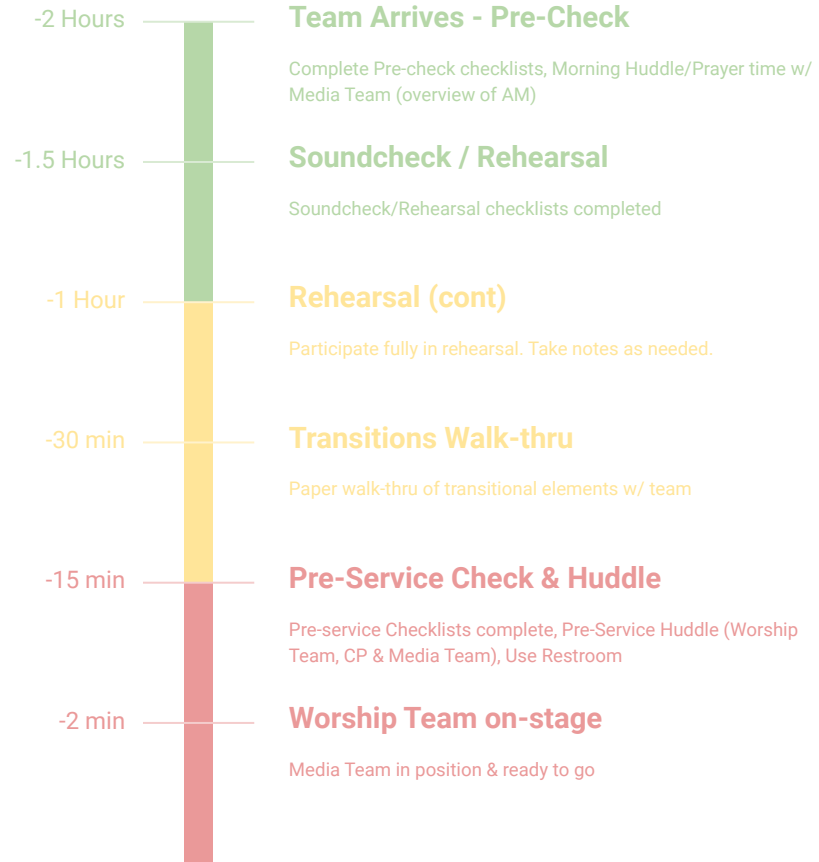 -2 Hours
Team Arrives - Pre-Check
Complete Pre-check checklists, Morning Huddle/Prayer time w/
Media Team (overview of AM)
-1.5 Hours
Soundcheck / Rehearsal
Soundcheck/Rehearsal checklists completed
-1 Hour
Rehearsal (cont)
Participate fully in rehearsal. Take notes as needed.
-30 min
Transitions Walk-thru
Paper walk-thru of transitional elements w/ team
-15 min
Pre-Service Check & Huddle
Pre-service Checklists complete, Pre-Service Huddle (Worship
Team, CP & Media Team), Use Restroom
-2 min
Worship Team on-stage
Media Team in position & ready to go